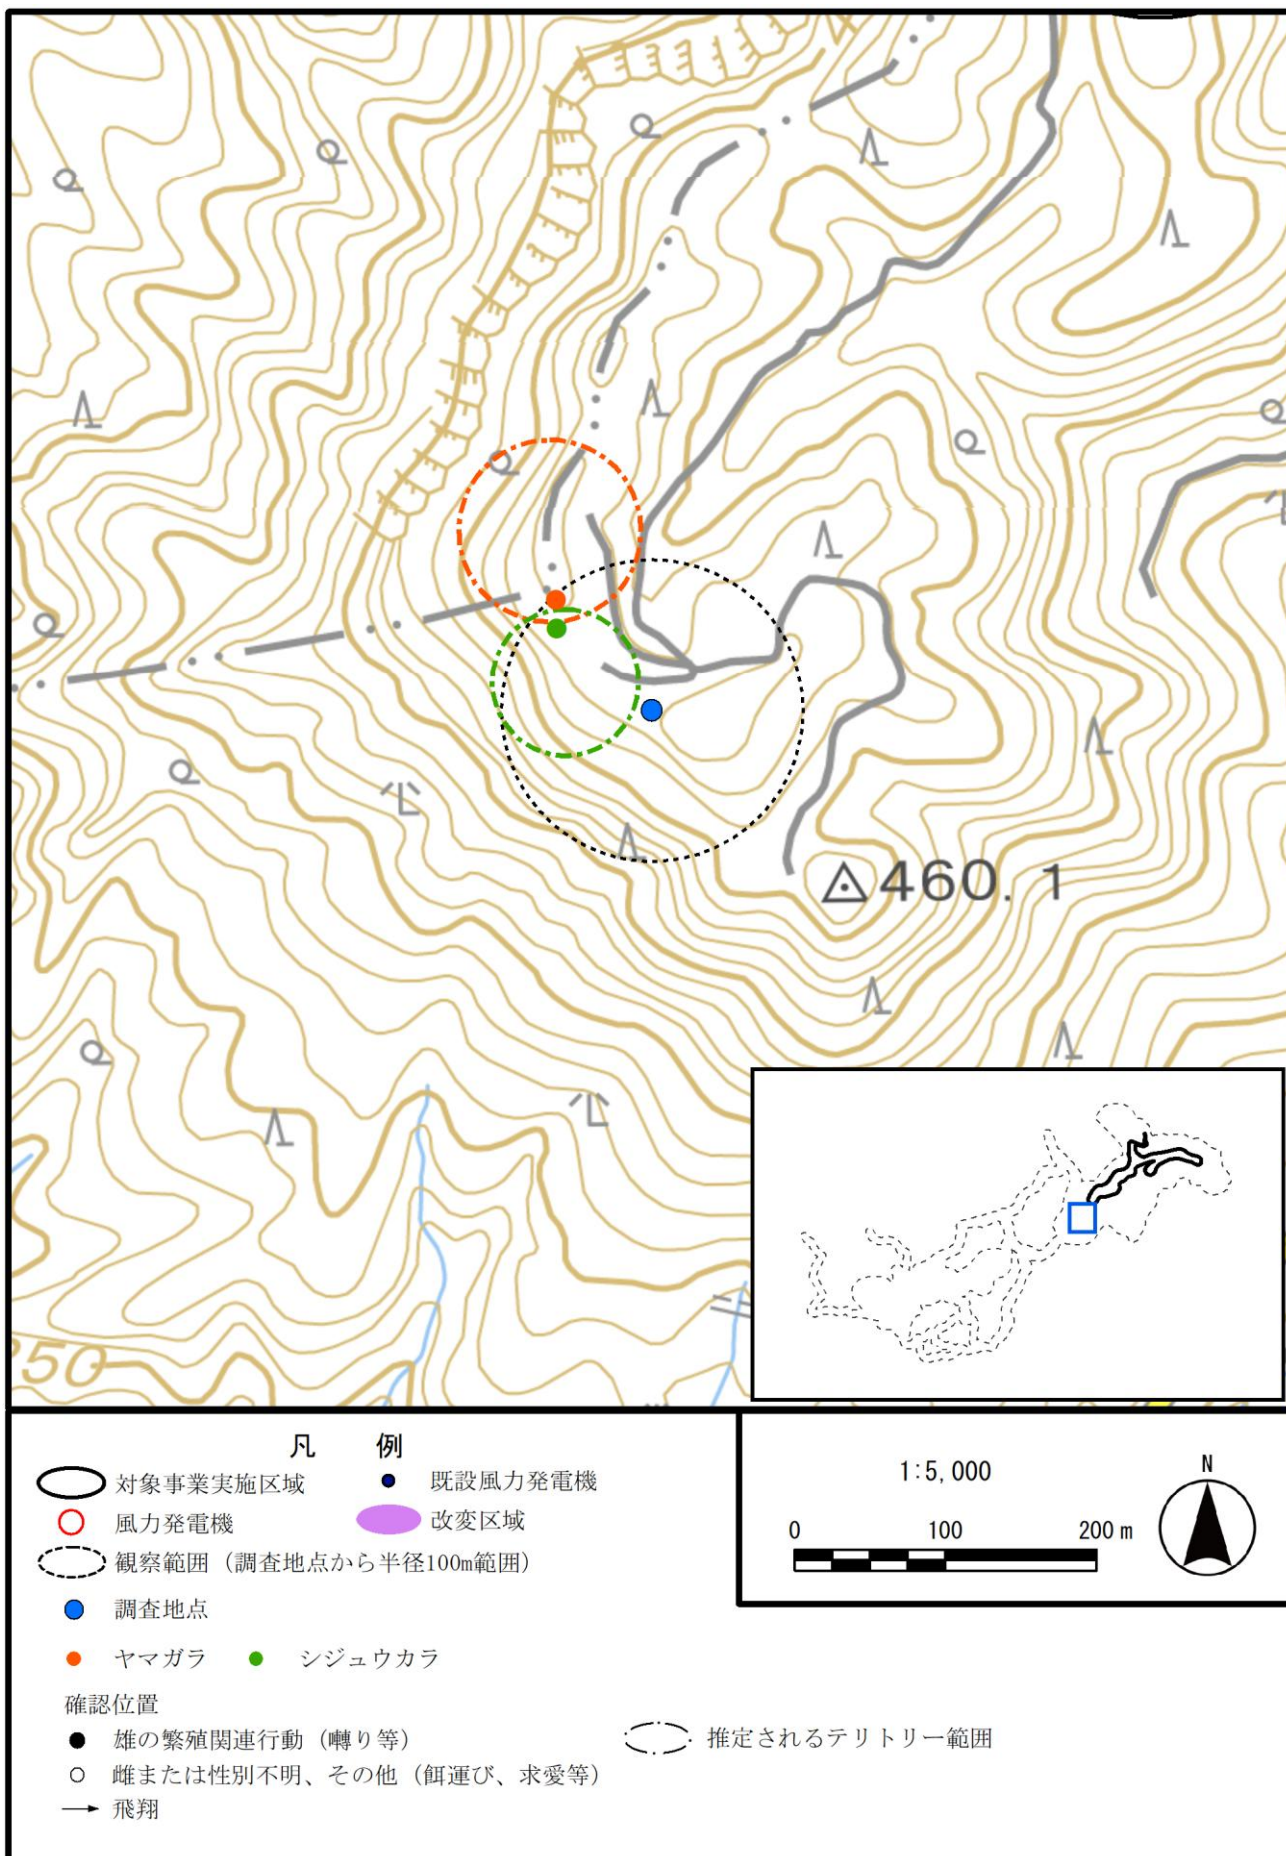 460. 1
凡 例
対象事業実施区域
既設風力発電機
風力発電機
改変区域
観察範囲（調査地点から半径100m範囲）
調査地点
ヤマガラ
シジュウカラ
確認位置
雄の繁殖関連行動（囀り等）
推定されるテリトリー範囲
雌または性別不明、その他（餌運び、求愛等）
飛翔
1:5,000
0 100 200 m
N